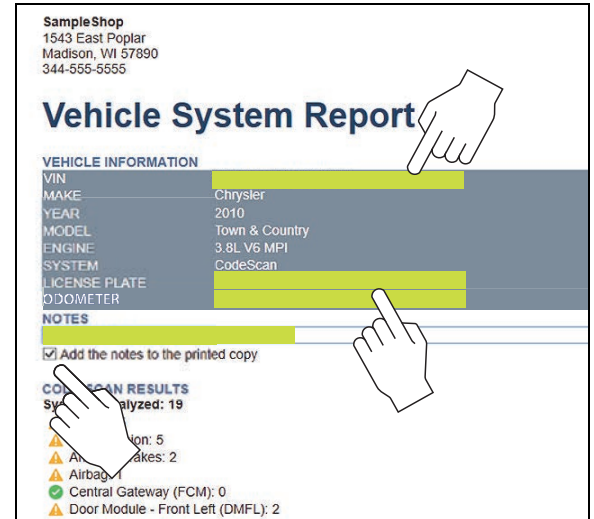 SampleShop
1543 East Poplar
Madison, WI 57890
344-555-5555
Vehicle System Report
VEHICLE INFORMATION
VIN
MAKE Chrysler
YEAR 2010
MODEL Town & Country
ENGINE 3.8L V6 MPI
SYSTEM CodeScan
LICENSE PLATE
ODOMETER
NOTES
Add the notes to the printed copy
SCAN RESULTS
alyzed: 19
ion: 5
akes: 2
Airbag: 1
Central Gateway (FCM): 0
Door Module - Front Left (DMFL): 2